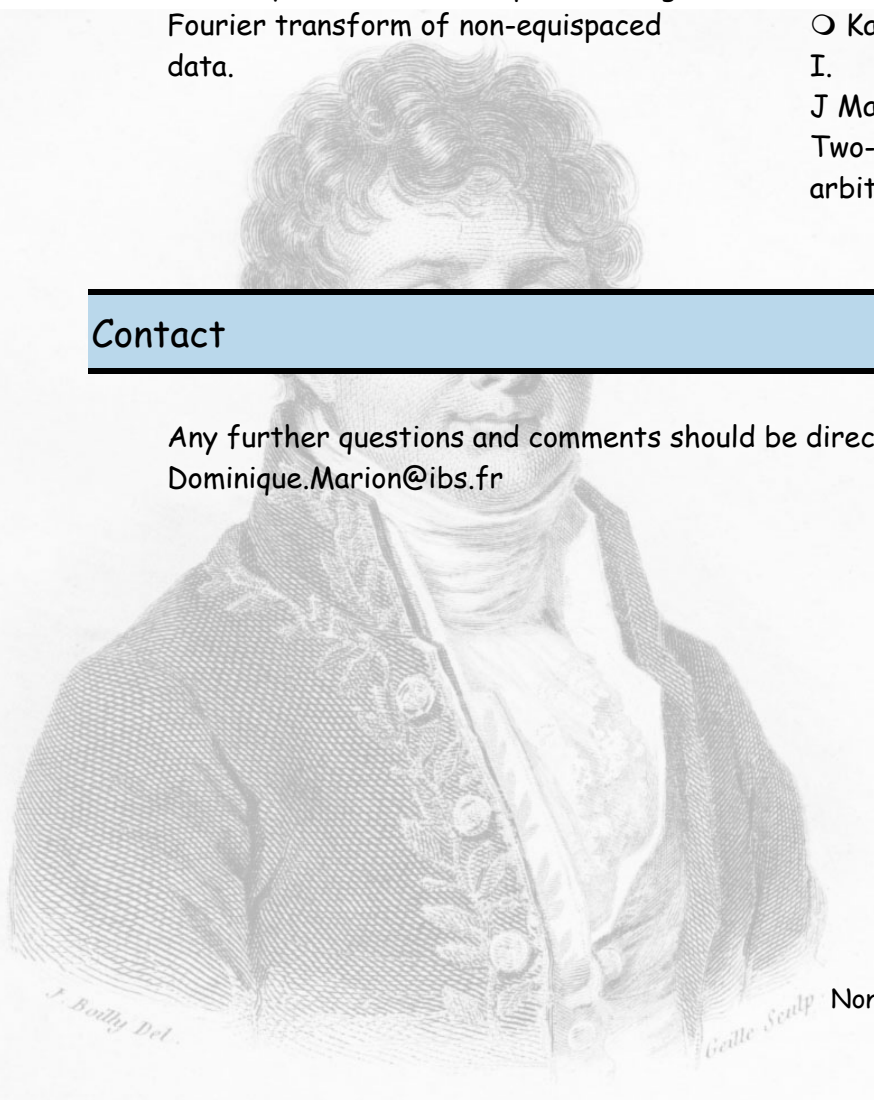 Fourier transform of non-equispaced
data.
❍ Ka
I.
J Ma
Two-
arbit
Contact
Any further questions and comments should be direc
Dominique.Marion@ibs.fr
J. Boilly Del.
Geille Sculp
Nor